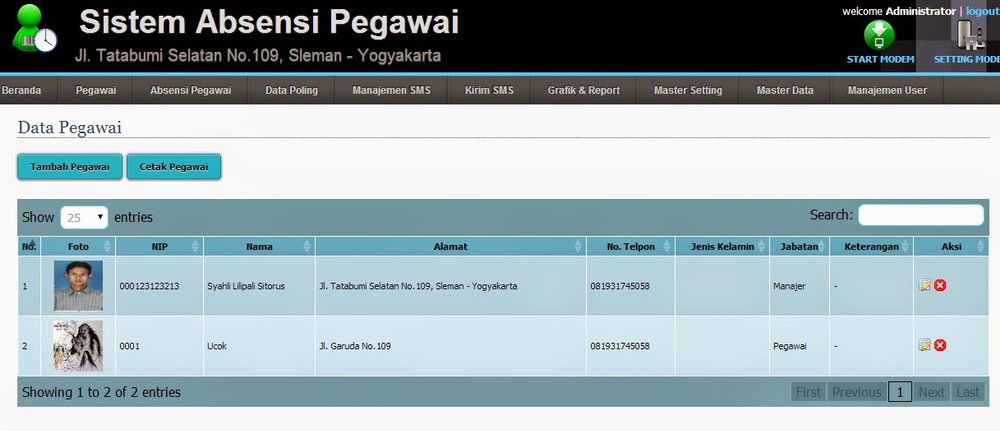 Sistem Absensi Pegawai
Jl. Tatabumi Selatan No.109, Sleman - Yogyakarta
welcome Administrator | logout
START MODEM SETTING MODE
Beranda Pegawai Absensi Pegawai Data Poling Manajemen SMS Kirim SMS Grafik & Report Master Setting Master Data Manajemen User
Data Pegawai
Tambah Pegawai Cetak Pegawai
Show 25 entries Search:
No. Foto NIP Nama Alamat No. Telpon Jenis Kelamin Jabatan Keterangan Aksi
1 000123123213 Syahli Lilipali Sitorus Jl. Tatabumi Selatan No.109, Sleman - Yogyakarta 081931745058 Manajer -
2 0001 Ucok Jl. Garuda No.109 081931745058 Pegawai -
Showing 1 to 2 of 2 entries First Previous 1 Next Last